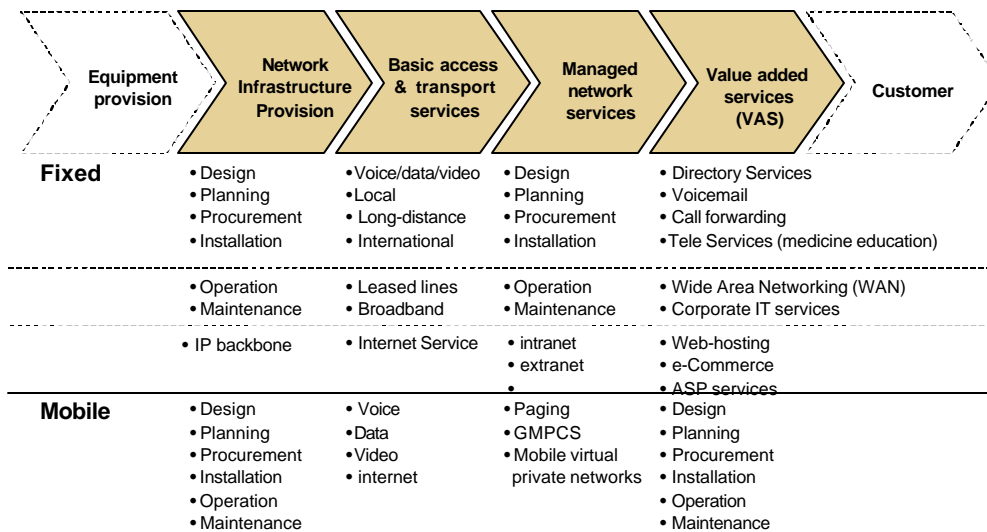 Equipment
provision
Network
Infrastructure
Provision
Basic access
& transport
services
Managed
network
services
Value added
services
(VAS)
Customer
Fixed
• Design
• Planning
• Procurement
• Installation
•Voice/data/video
•Local
• Long-distance
• International
• Design
• Planning
• Procurement
• Installation
• Directory Services
• Voicemail
• Call forwarding
•Tele Services (medicine education)
• Operation
• Maintenance
• Leased lines
• Broadband
• Operation
• Maintenance
• Wide Area Networking (WAN)
• Corporate IT services
• IP backbone
• Internet Service
• intranet
• extranet
•
• Web-hosting
• e-Commerce
• ASP services
Mobile
• Design
• Planning
• Procurement
• Installation
• Operation
• Maintenance
• Voice
•Data
•Video
• internet
• Paging
• GMPCS
• Mobile virtual
private networks
• Design
• Planning
• Procurement
• Installation
• Operation
• Maintenance